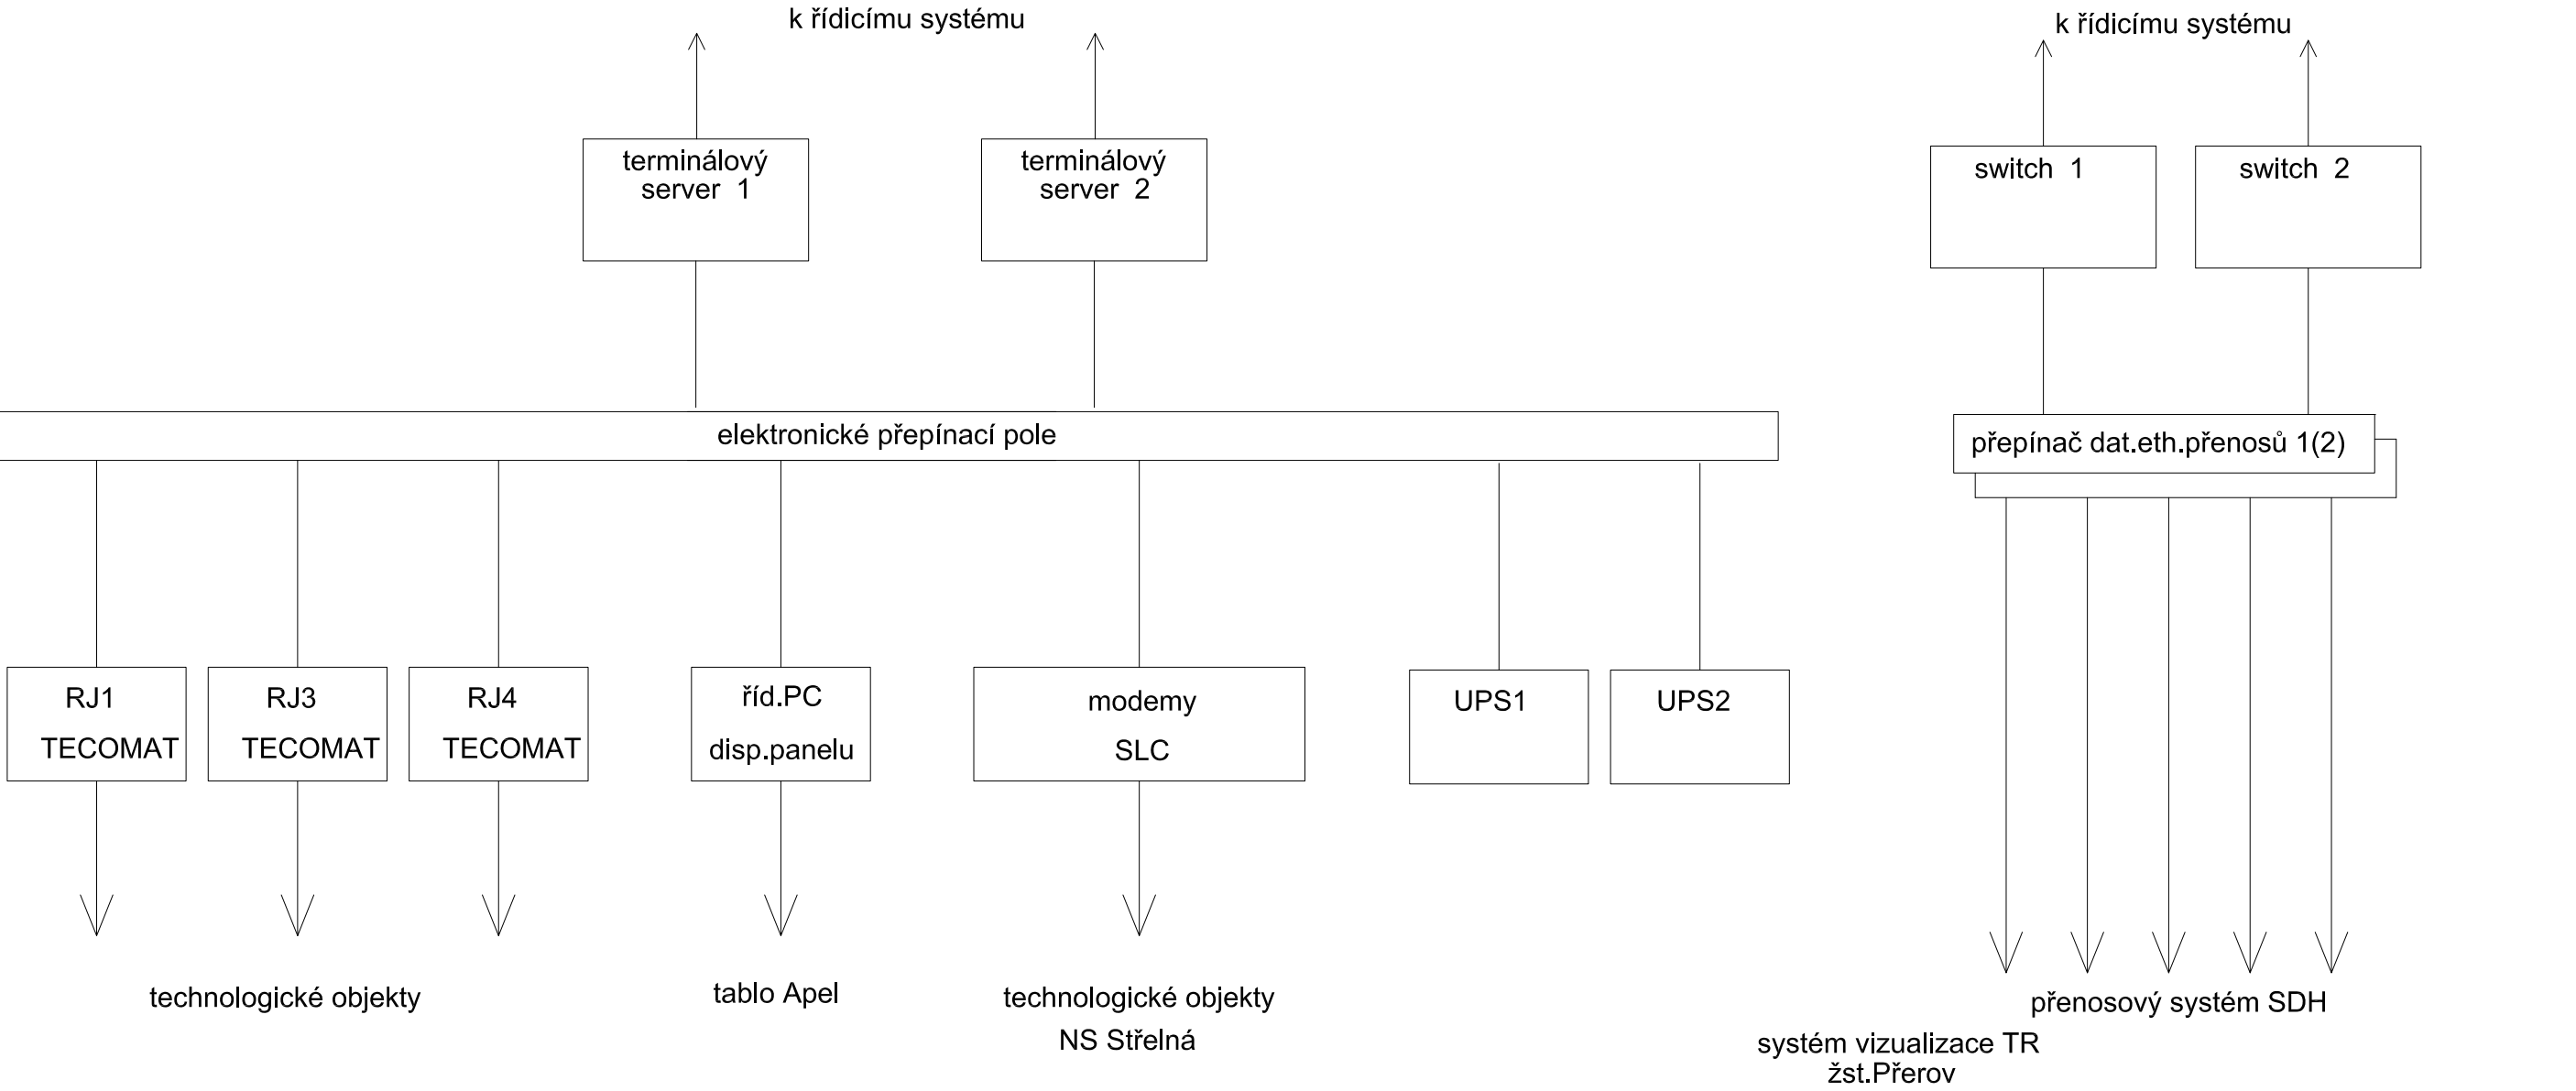 k řídicímu systému
k řídicímu systému
terminálový
server 1
terminálový
server 2
switch 1
switch 2
elektronické přepínací pole
přepínač dat.eth.přenosů 1(2)
RJ1
TECOMAT
RJ3
TECOMAT
RJ4
TECOMAT
říd.PC
disp.panelu
modemy
SLC
UPS1
UPS2
technologické objekty
tablo Apel
technologické objekty
NS Střelná
přenosový systém SDH
systém vizualizace TR
žst.Přerov